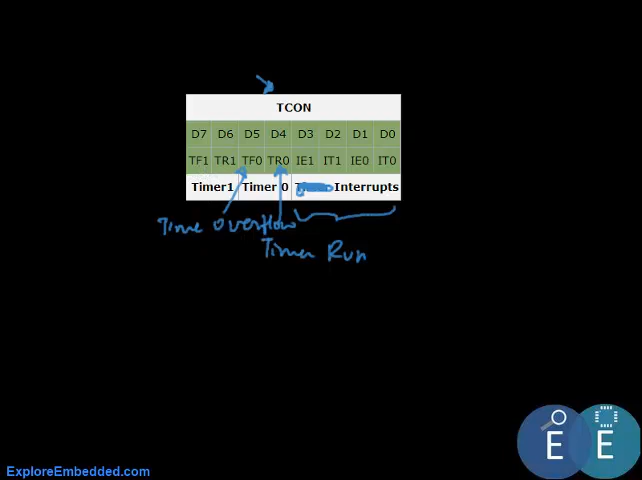 TCON
D7 D6 D5 D4 D3 D2 D1 D0
TF1 TR1 TF0 TR0 IE1 IT1 IE0 IT0
Timer1 Timer 0 Interrupts
Time Overflow
Timer Run
E E
ExploreEmbedded.com